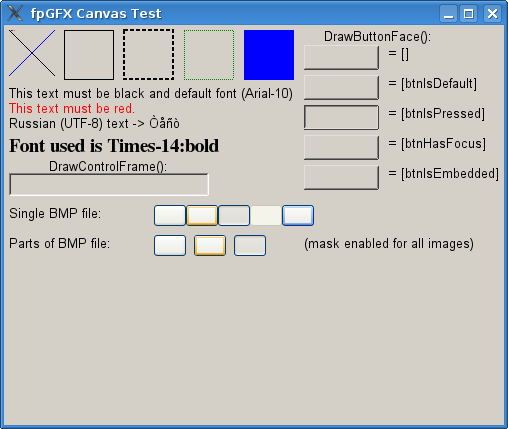 fpGFX Canvas Test
DrawButtonFace():
= []
= [btnIsDefault]
= [btnIsPressed]
= [btnHasFocus]
= [btnIsEmbedded]
This text must be black and default font (Arial-10)
This text must be red.
Russian (UTF-8) text -> Òåñò
Font used is Times-14:bold
DrawControlFrame():
Single BMP file:
Parts of BMP file:
(mask enabled for all images)